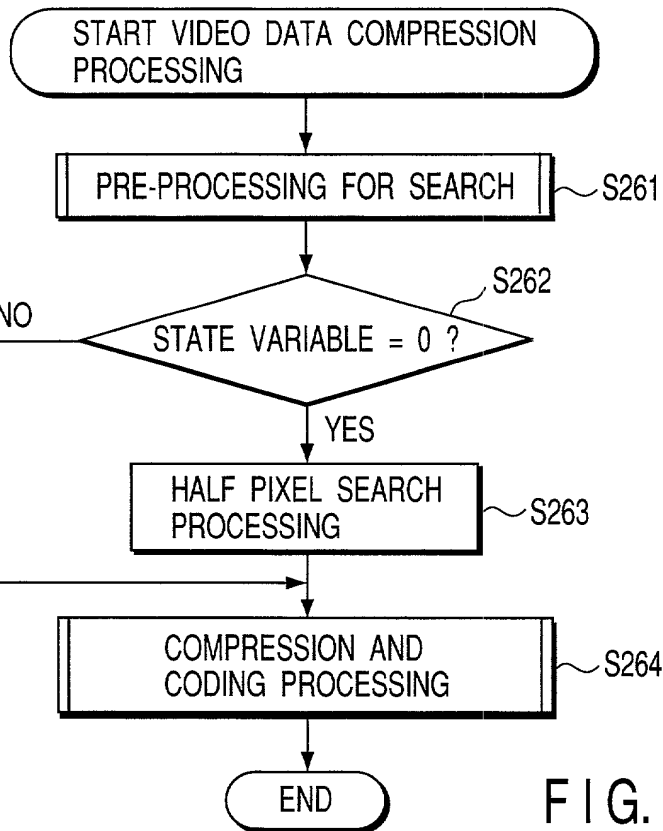 START VIDEO DATA COMPRESSION
PROCESSING
PRE-PROCESSING FOR SEARCH
S261
S262
NO
STATE VARIABLE = 0 ?
YES
HALF PIXEL SEARCH
PROCESSING
S263
COMPRESSION AND
CODING PROCESSING
S264
END
FIG.